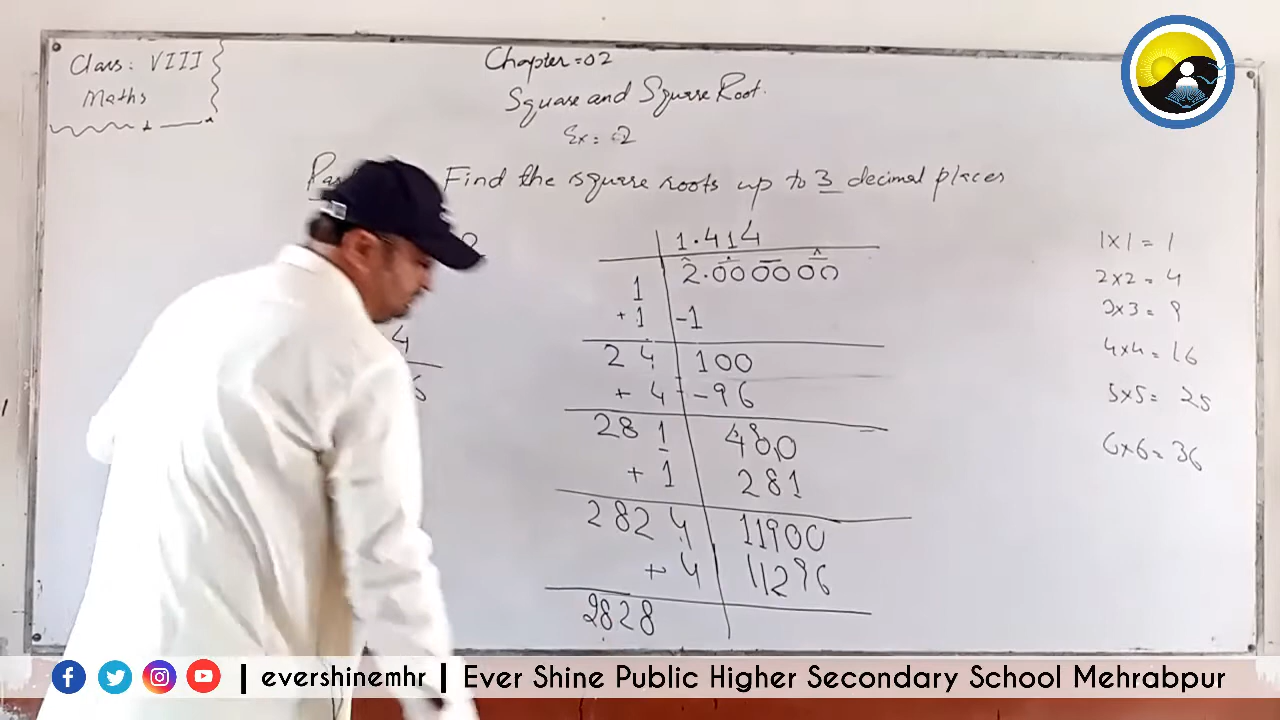 Class: VIII
Maths
Chapter=02
Square and Square Root.
Ex= 2
Find the square roots up to 3 decimal places
1.414
2.000000
1
+1 -1
24 100
+ 4 -96
281 480
+ 1 281
2824 11900
+ 4 11296
2828
4
1x1 = 1
2x2 = 4
3x3 = 9
4x4 = 16
5x5 = 25
6x6 = 36
| evershinemhr | Ever Shine Public Higher Secondary School Mehrabpur